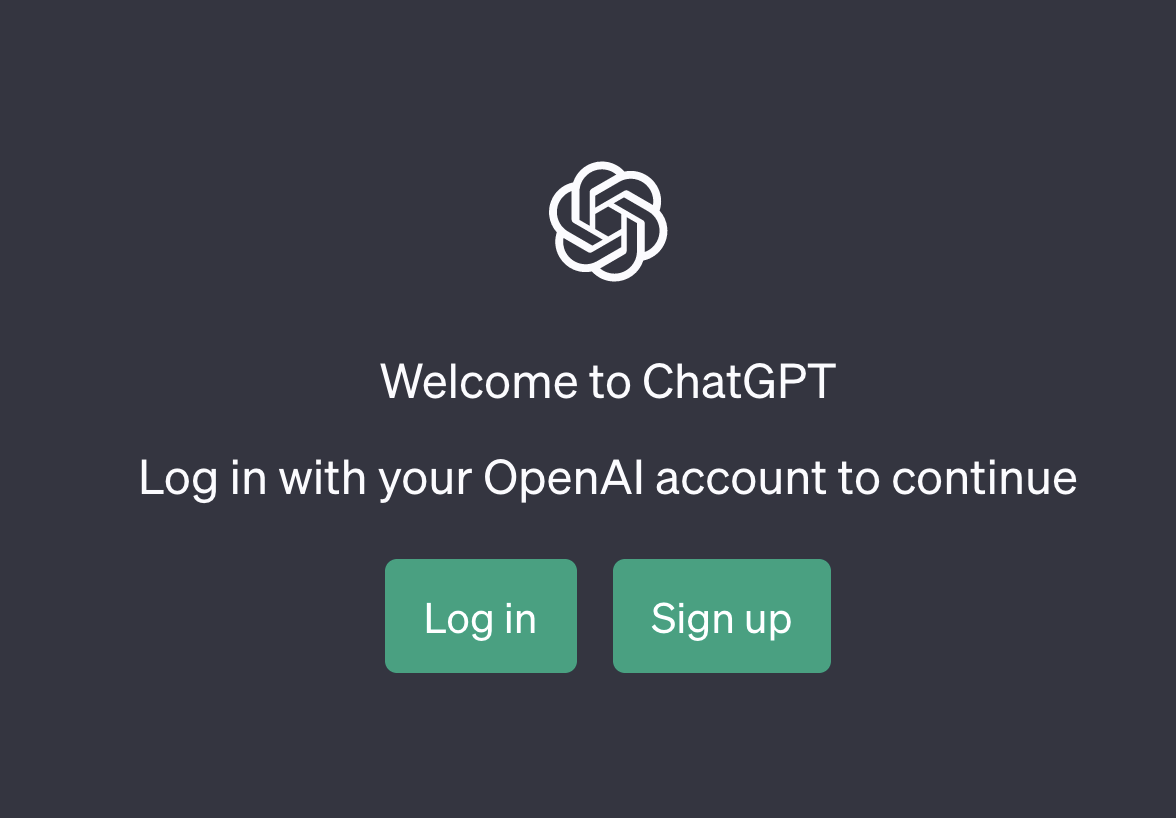 Welcome to ChatGPT
Log in with your OpenAI account to continue
Log in Sign up